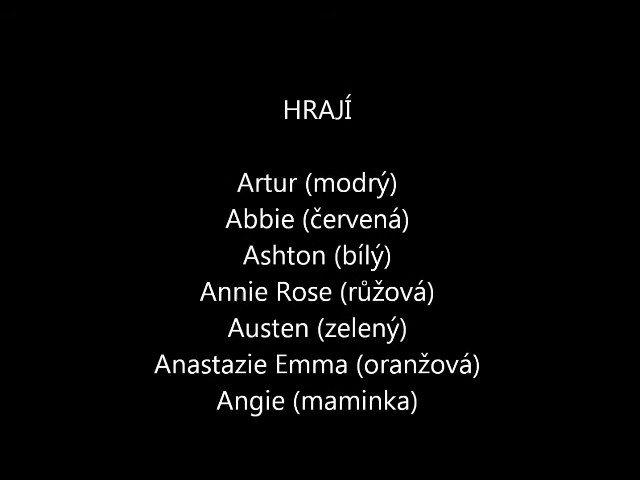 HRAJÍ
Artur (modrý)
Abbie (červená)
Ashton (bílý)
Annie Rose (růžová)
Austen (zelený)
Anastazie Emma (oranžová)
Angie (maminka)